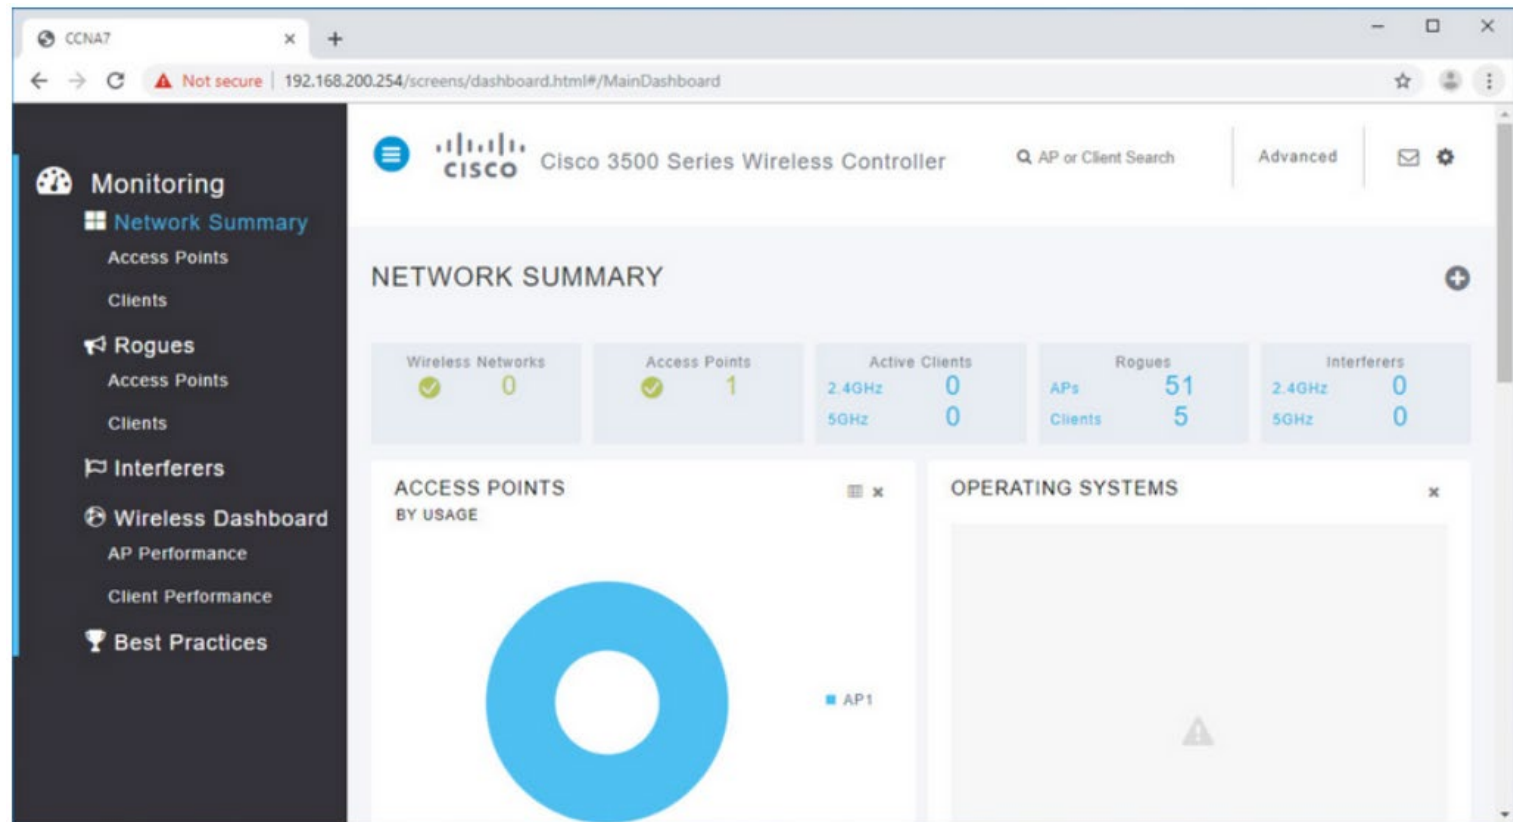 CCNA7
Not secure | 192.168.200.254/screens/dashboard.html#/MainDashboard
Monitoring
Network Summary
Access Points
Clients
Rogues
Access Points
Clients
Interferers
Wireless Dashboard
AP Performance
Client Performance
Best Practices
CISCO Cisco 3500 Series Wireless Controller
AP or Client Search
Advanced
NETWORK SUMMARY
Wireless Networks
0
Access Points
1
Active Clients
2.4GHz 0
5GHz 0
Rogues
APs 51
Clients 5
Interferers
2.4GHz 0
5GHz 0
ACCESS POINTS
BY USAGE
AP1
OPERATING SYSTEMS